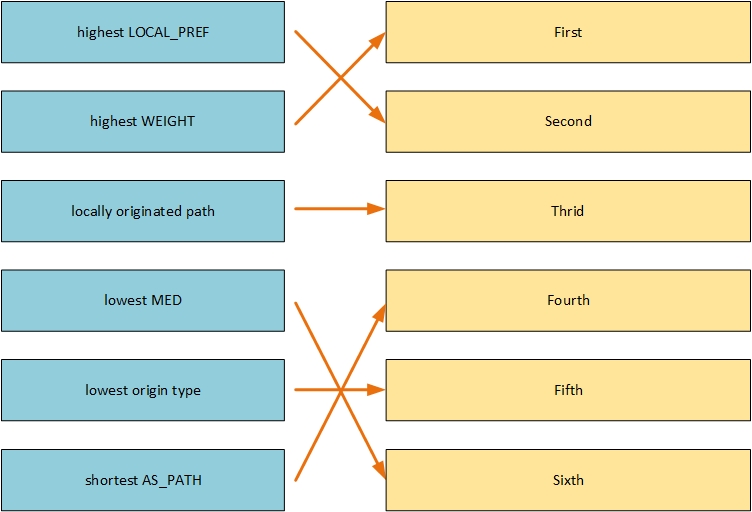 highest LOCAL_PREF
First
highest WEIGHT
Second
locally originated path
Thrid
lowest MED
Fourth
lowest origin type
Fifth
shortest AS_PATH
Sixth